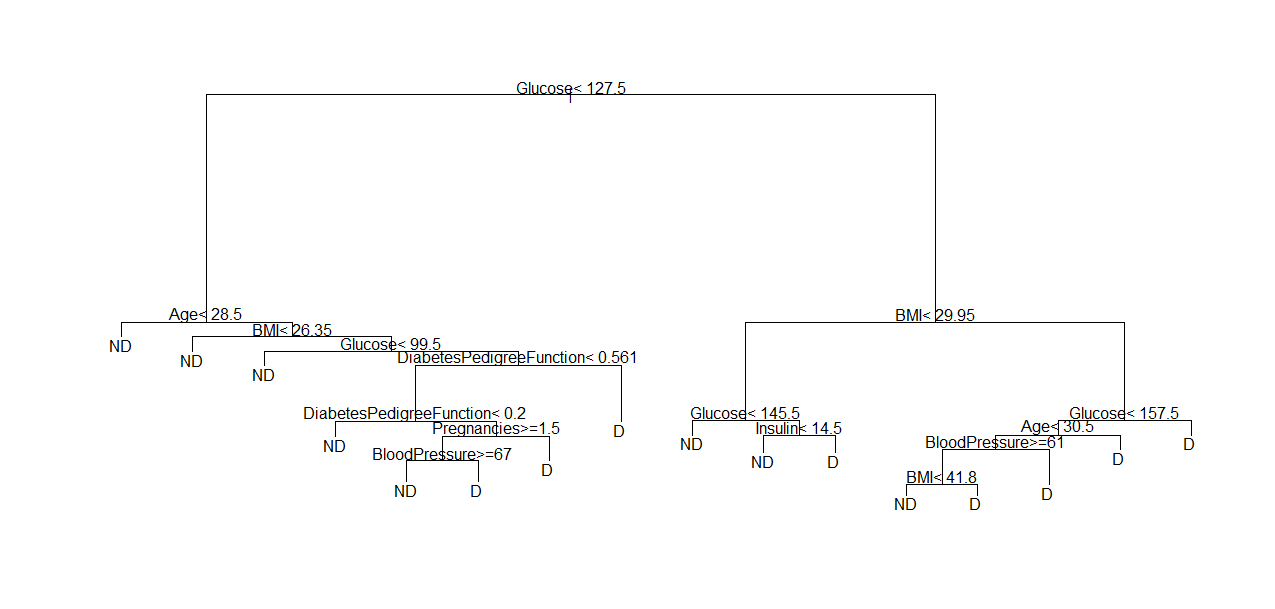 Glucose< 127.5
Age< 28.5
BMI< 29.95
BMI< 26.35
ND
Glucose< 99.5
ND
DiabetesPedigreeFunction< 0.561
ND
DiabetesPedigreeFunction< 0.2
Glucose< 145.5
Glucose< 157.5
Pregnancies>=1.5
D
Insulin< 14.5
Age< 30.5
ND
ND
BloodPressure>=61
D
BloodPressure>=67
D
ND
D
D
ND
D
BMI< 41.8
D
ND
D